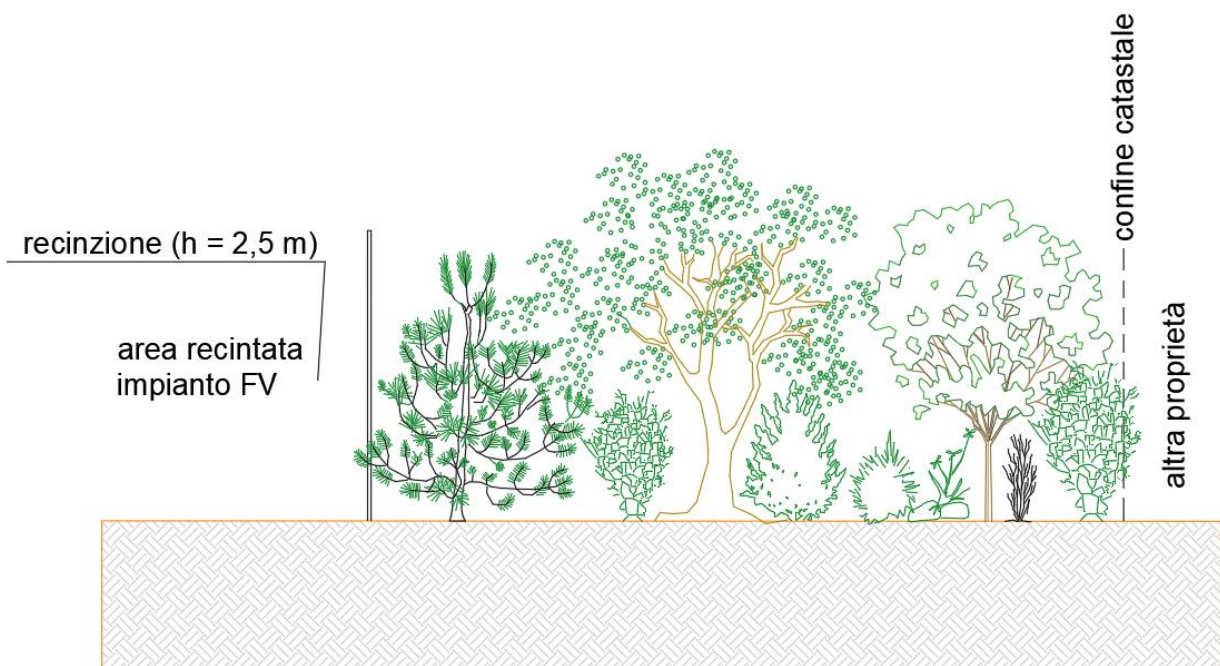 recinzione (h = 2,5 m)
area recintata
impianto FV
confine catastale
altra proprietà